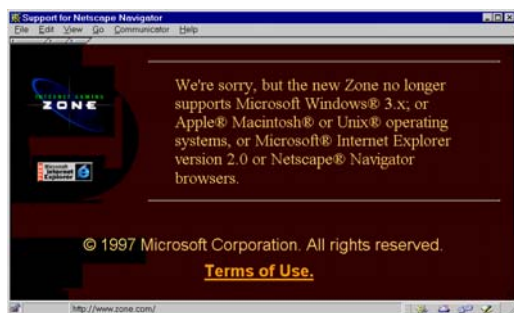 Support for Netscape Navigator
File Edit View Go Communicator Help
INTERNET GAMING
ZONE
We're sorry, but the new Zone no longer
supports Microsoft Windows® 3.x; or
Apple® Macintosh® or Unix® operating
systems, or Microsoft® Internet Explorer
version 2.0 or Netscape® Navigator
browsers.
Microsoft
Internet
Explorer
© 1997 Microsoft Corporation. All rights reserved.
Terms of Use.
http://www.zone.com/